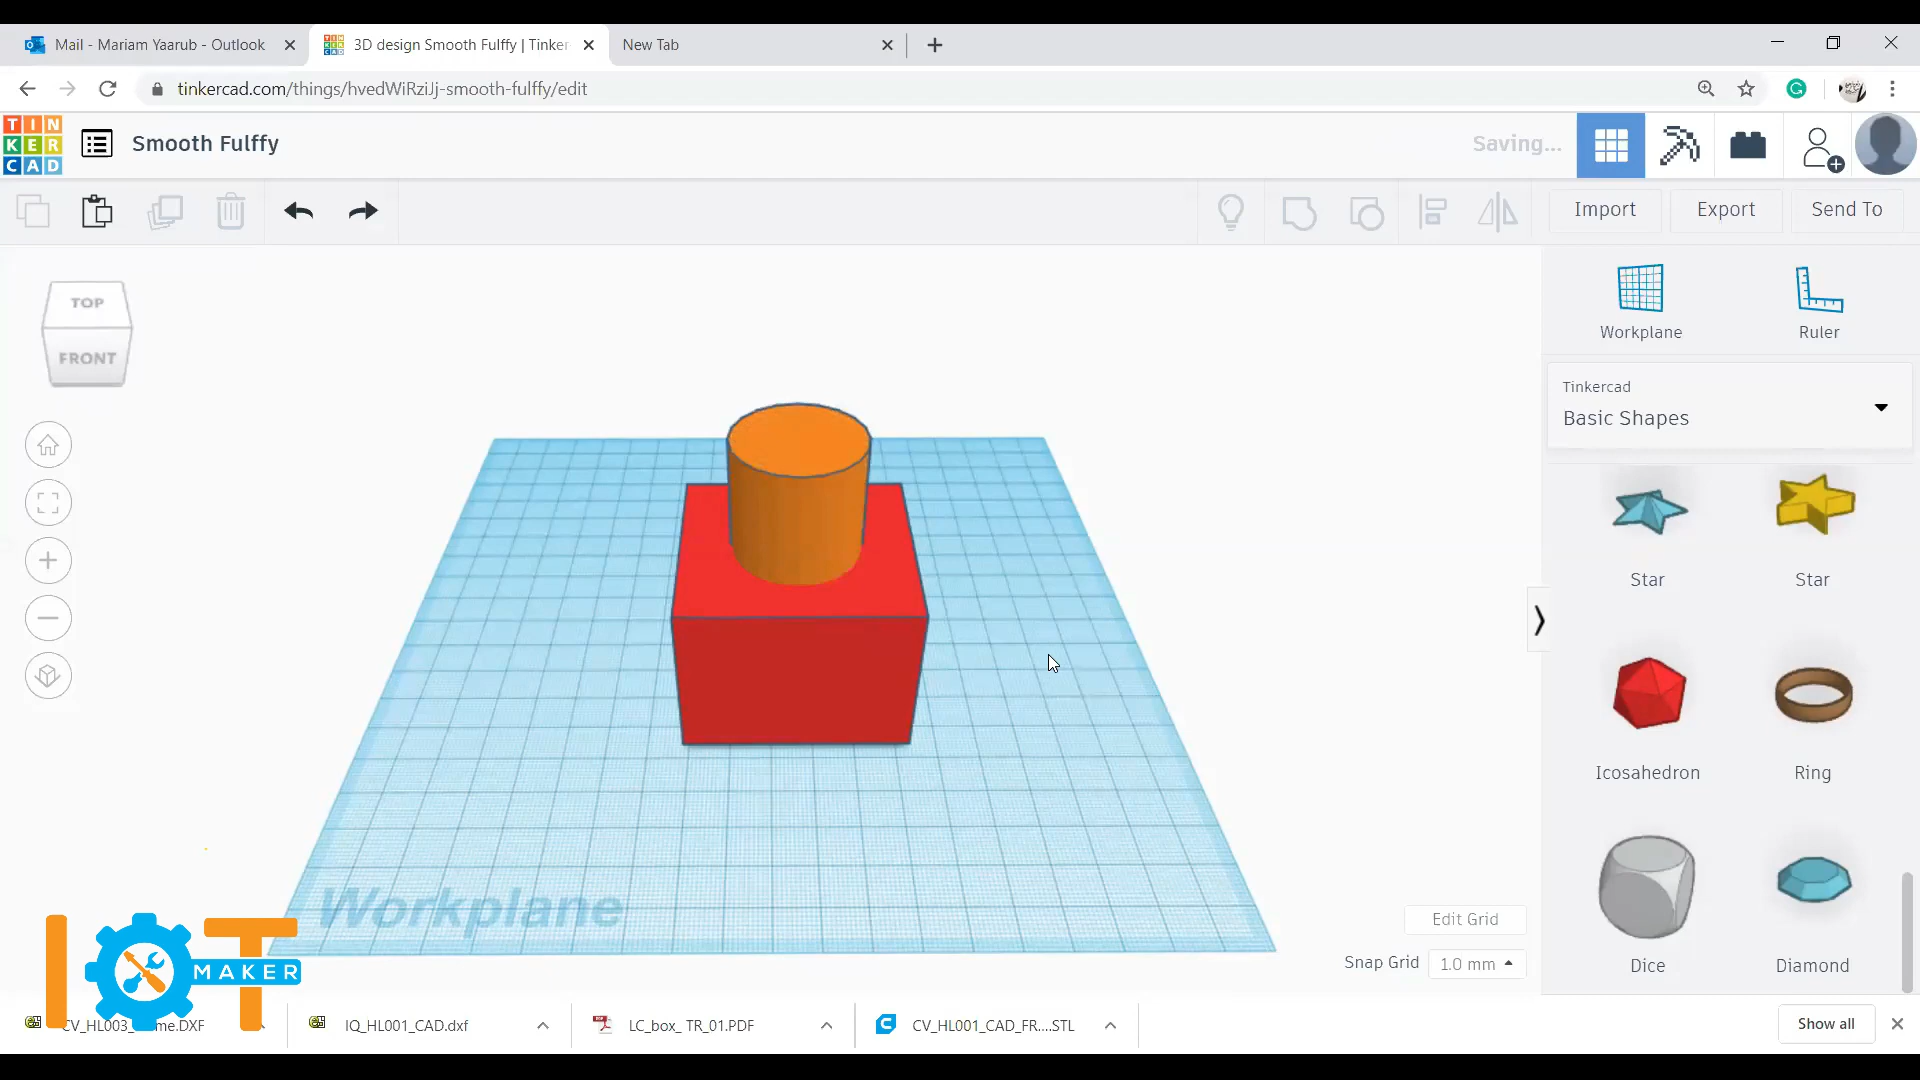 Mail - Mariam Yaarub - Outlook
3D design Smooth Fulffy | Tinker
New Tab
tinkercad.com/things/hvedWiRziJj-smooth-fulffy/edit
TIN
KER
CAD
Smooth Fulffy
Saving...
Import
Export
Send To
TOP
FRONT
Workplane
Ruler
Tinkercad
Basic Shapes
Star
Star
Icosahedron
Ring
Dice
Diamond
Workplane
Edit Grid
Snap Grid
1.0 mm
IoT
MAKER
IQ_HL001_CAD.dxf
LC_box_ TR_01.PDF
CV_HL001_CAD_FR....STL
Show all